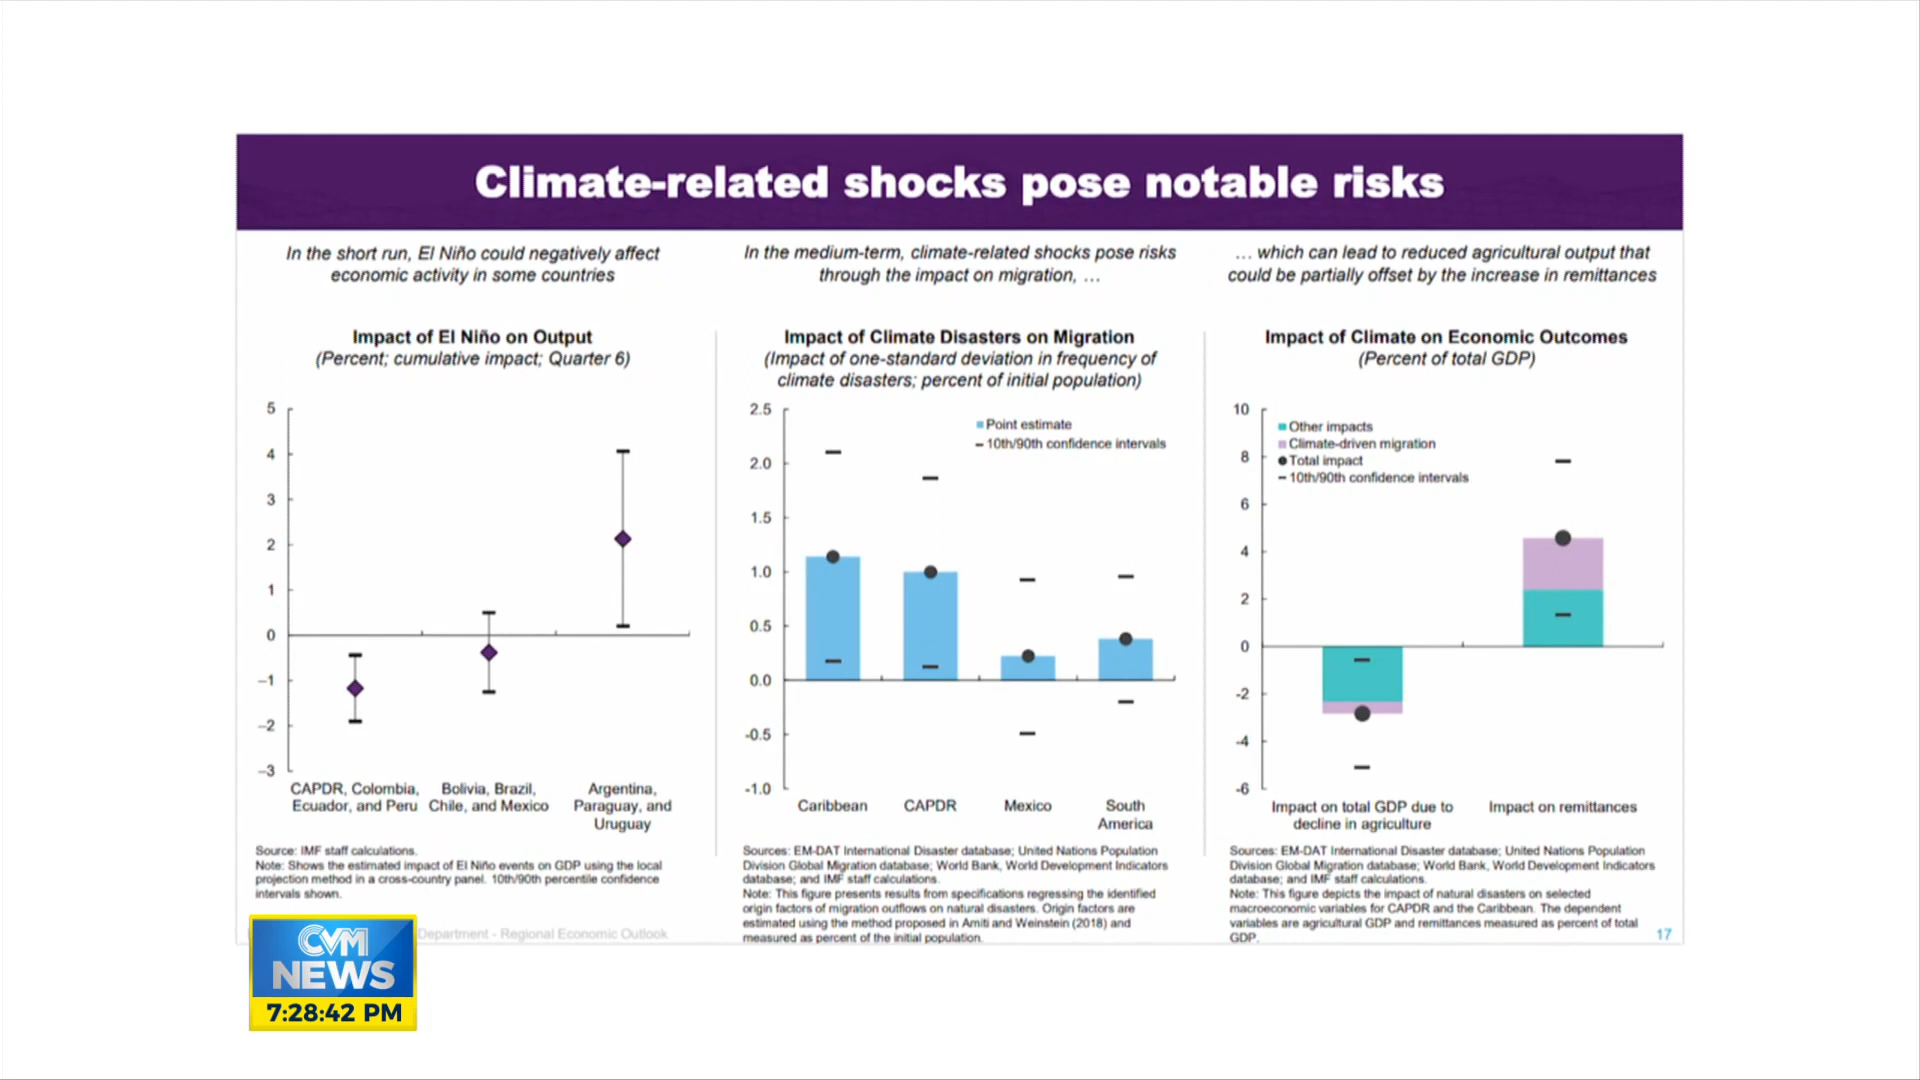 Climate-related shocks pose notable risks
In the short run, El Niño could negatively affect
economic activity in some countries
Impact of El Niño on Output
(Percent; cumulative impact; Quarter 6)
5
4
3
2
1
0
−1
−2
−3
CAPDR, Colombia,
Ecuador, and Peru
Bolivia, Brazil,
Chile, and Mexico
Argentina,
Paraguay, and
Uruguay
Source: IMF staff calculations.
Note: Shows the estimated impact of El Niño events on GDP using the local
projection method in a cross-country panel. 10th/90th percentile confidence
intervals shown.
In the medium-term, climate-related shocks pose risks
through the impact on migration, …
Impact of Climate Disasters on Migration
(Impact of one-standard deviation in frequency of
climate disasters; percent of initial population)
2.5
2.0
1.5
1.0
0.5
0.0
-0.5
-1.0
Point estimate
10th/90th confidence intervals
Caribbean
CAPDR
Mexico
South
America
Sources: EM-DAT International Disaster database; United Nations Population
Division Global Migration database; World Bank, World Development Indicators
database; and IMF staff calculations.
Note: This figure presents results from specifications regressing the identified
origin factors of migration outflows on natural disasters. Origin factors are
estimated using the method proposed in Amiti and Weinstein (2018) and
measured as percent of the initial population.
… which can lead to reduced agricultural output that
could be partially offset by the increase in remittances
Impact of Climate on Economic Outcomes
(Percent of total GDP)
10
8
6
4
2
0
-2
-4
-6
Other impacts
Climate-driven migration
Total impact
10th/90th confidence intervals
Impact on total GDP due to
decline in agriculture
Impact on remittances
Sources: EM-DAT International Disaster database; United Nations Population
Division Global Migration database; World Bank, World Development Indicators
database; and IMF staff calculations.
Note: This figure depicts the impact of natural disasters on selected
macroeconomic variables for CAPDR and the Caribbean. The dependent
variables are agricultural GDP and remittances measured as percent of total
GDP.
Department - Regional Economic Outlook
17
CVM
NEWS
7:28:42 PM